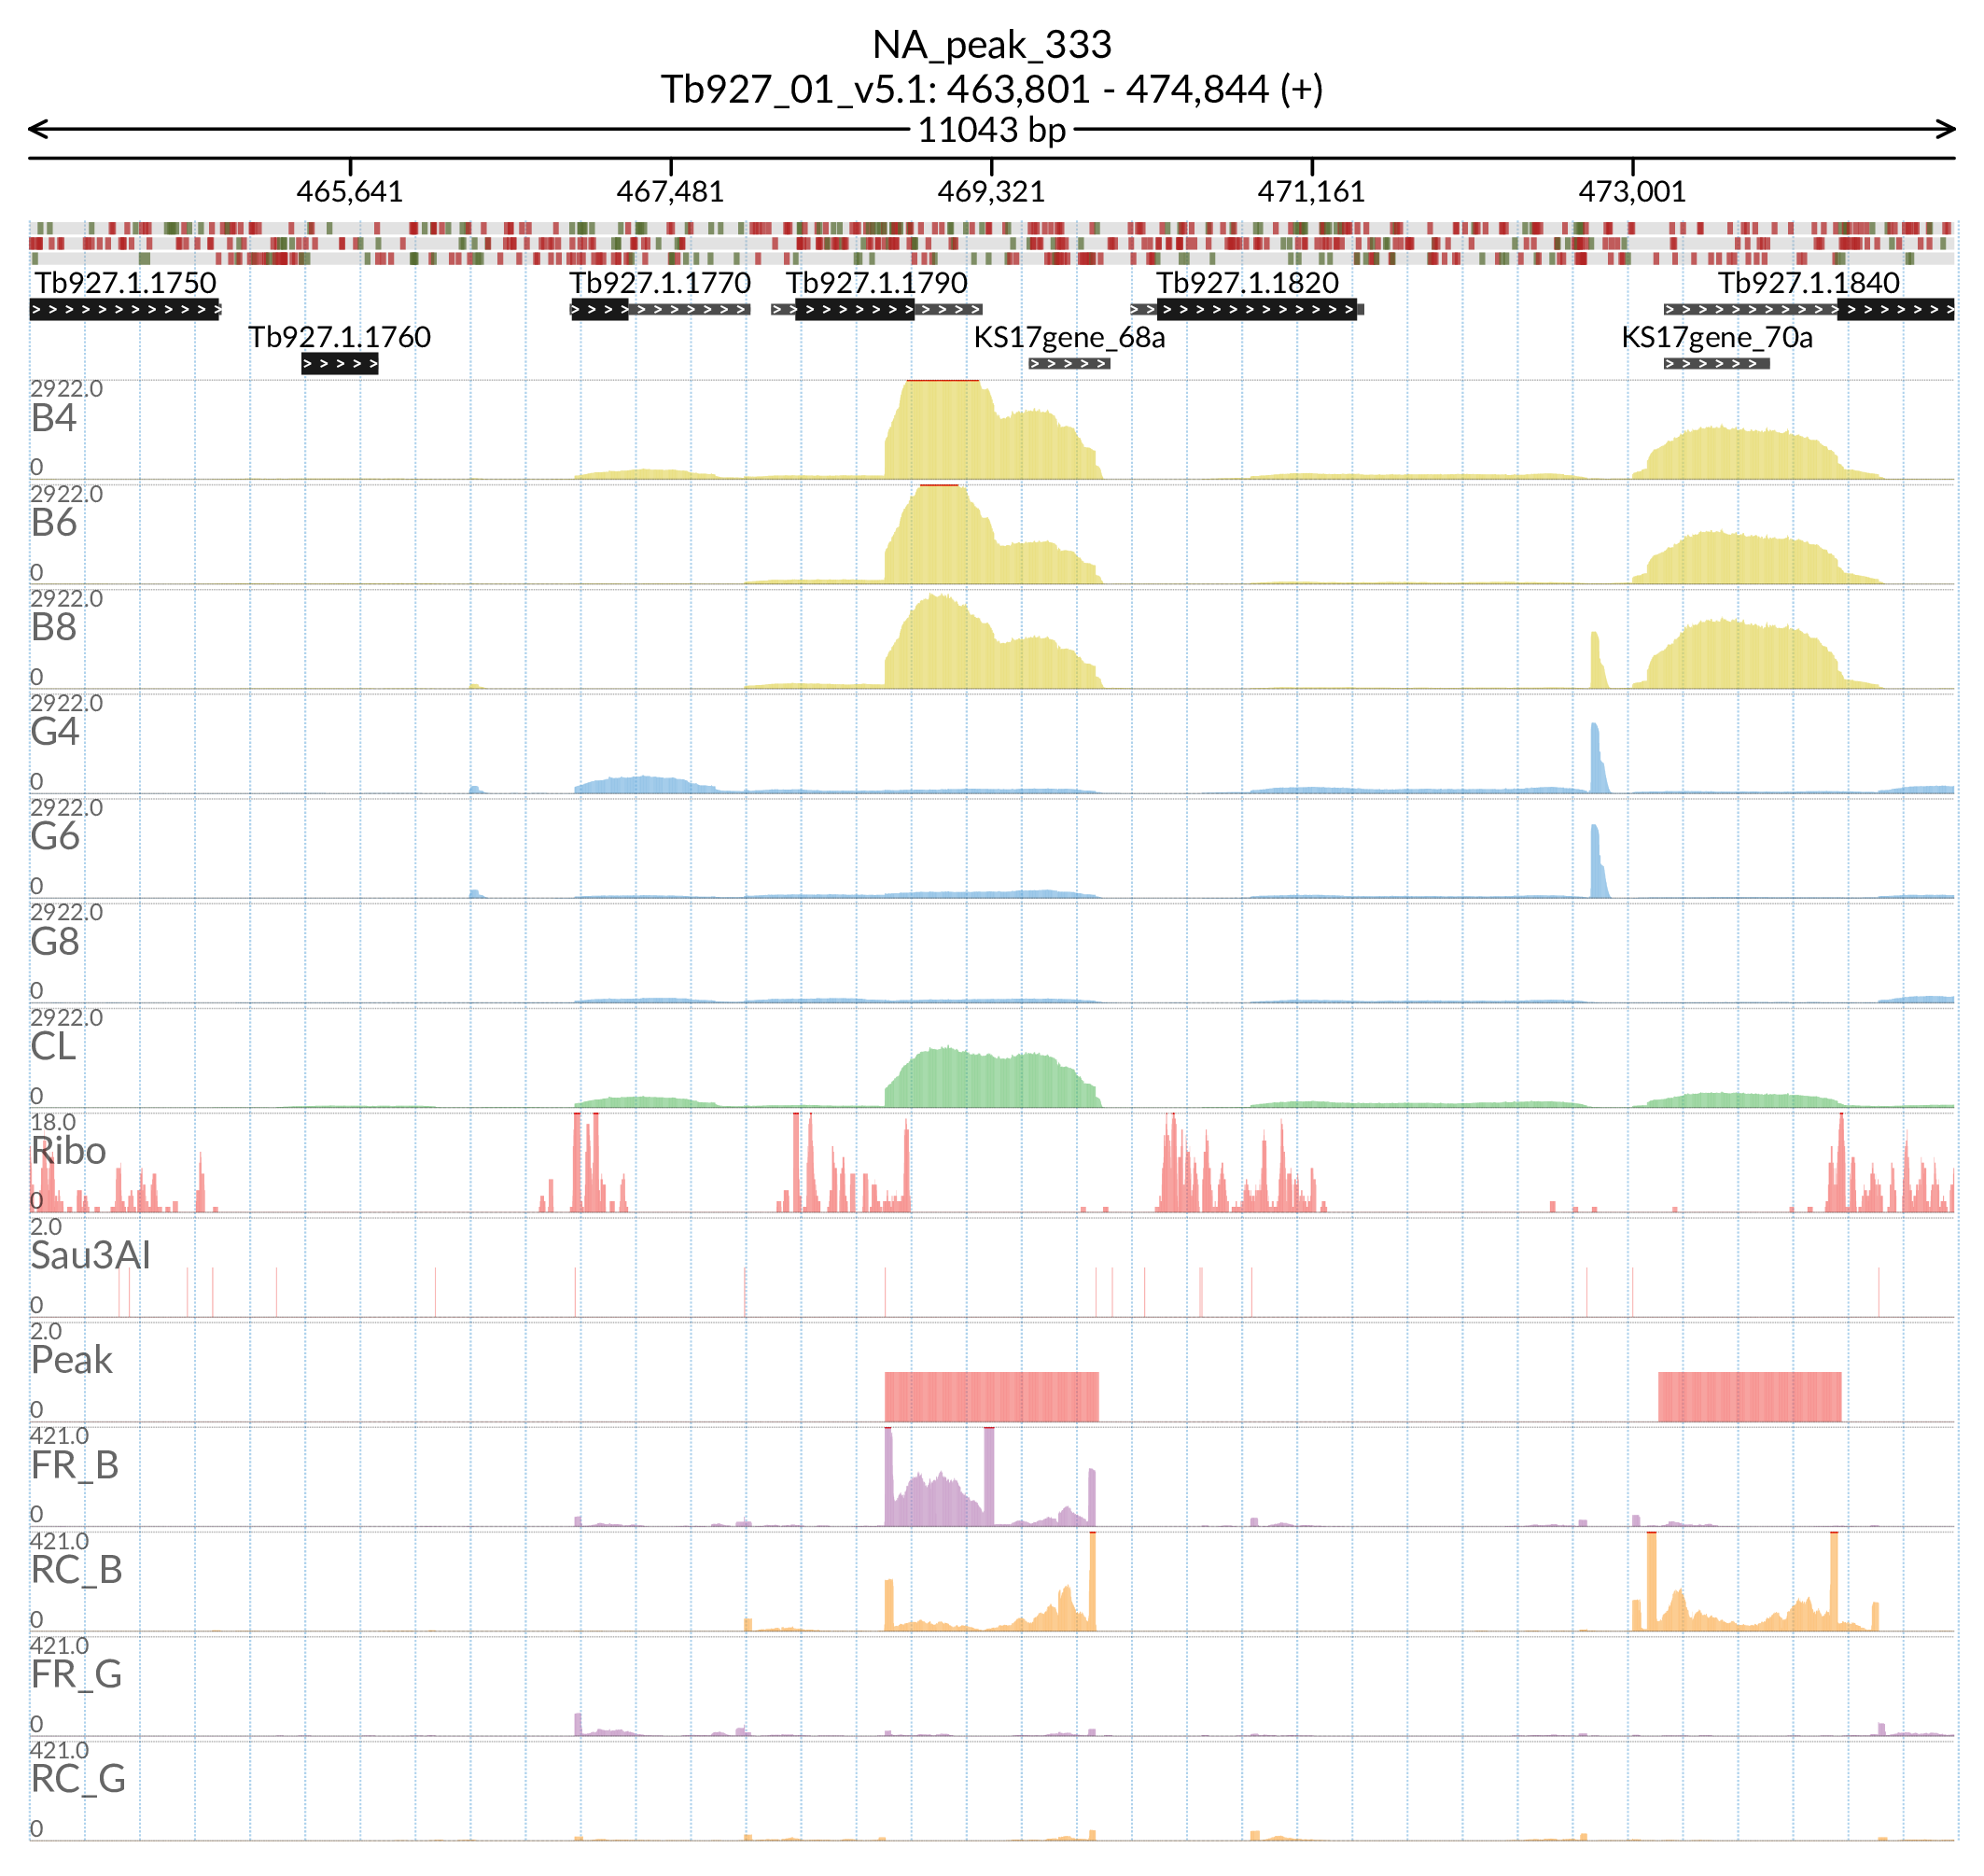 NA_peak_333
Tb927_01_v5.1: 463,801 - 474,844 (+)
11043 bp
465,641 467,481 469,321 471,161 473,001
Tb927.1.1750 Tb927.1.1770 Tb927.1.1790 Tb927.1.1820 Tb927.1.1840
Tb927.1.1760 KS17gene_68a KS17gene_70a
2922.0
B4
0
2922.0
B6
0
2922.0
B8
0
2922.0
G4
0
2922.0
G6
0
2922.0
G8
0
2922.0
CL
0
18.0
Ribo
0
2.0
Sau3AI
0
2.0
Peak
0
421.0
FR_B
0
421.0
RC_B
0
421.0
FR_G
0
421.0
RC_G
0